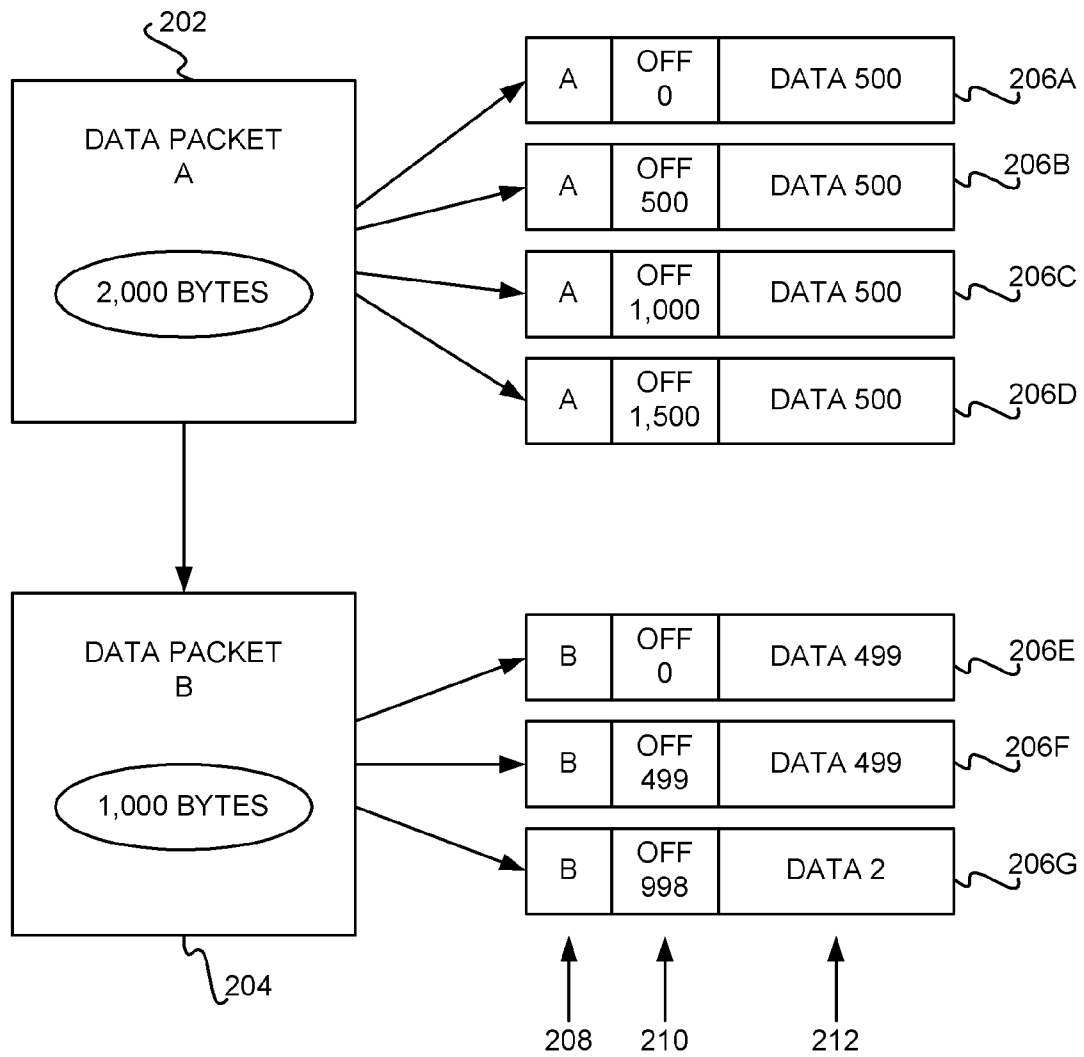 202
DATA PACKET
A
2,000 BYTES
A
OFF
0
DATA 500
206A
A
OFF
500
DATA 500
206B
A
OFF
1,000
DATA 500
206C
A
OFF
1,500
DATA 500
206D
DATA PACKET
B
1,000 BYTES
204
B
OFF
0
DATA 499
206E
B
OFF
499
DATA 499
206F
B
OFF
998
DATA 2
206G
208
210
212